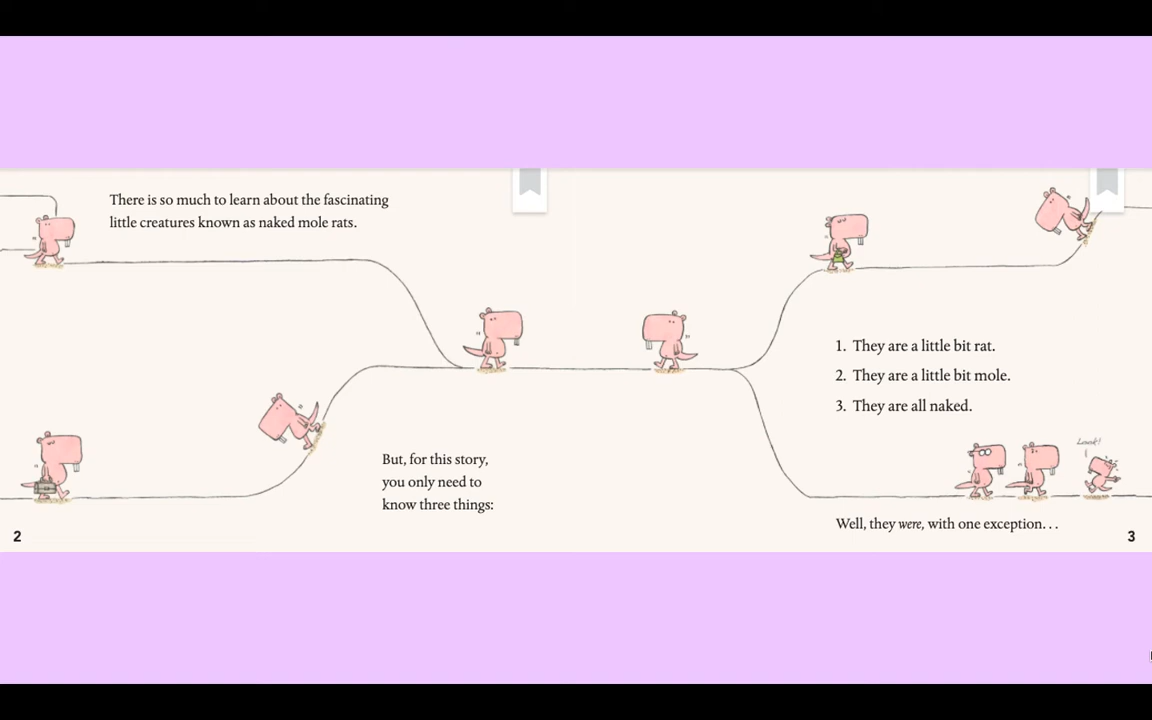 There is so much to learn about the fascinating
little creatures known as naked mole rats.
But, for this story,
you only need to
know three things:
2
1. They are a little bit rat.
2. They are a little bit mole.
3. They are all naked.
Look!
Well, they were, with one exception...
3